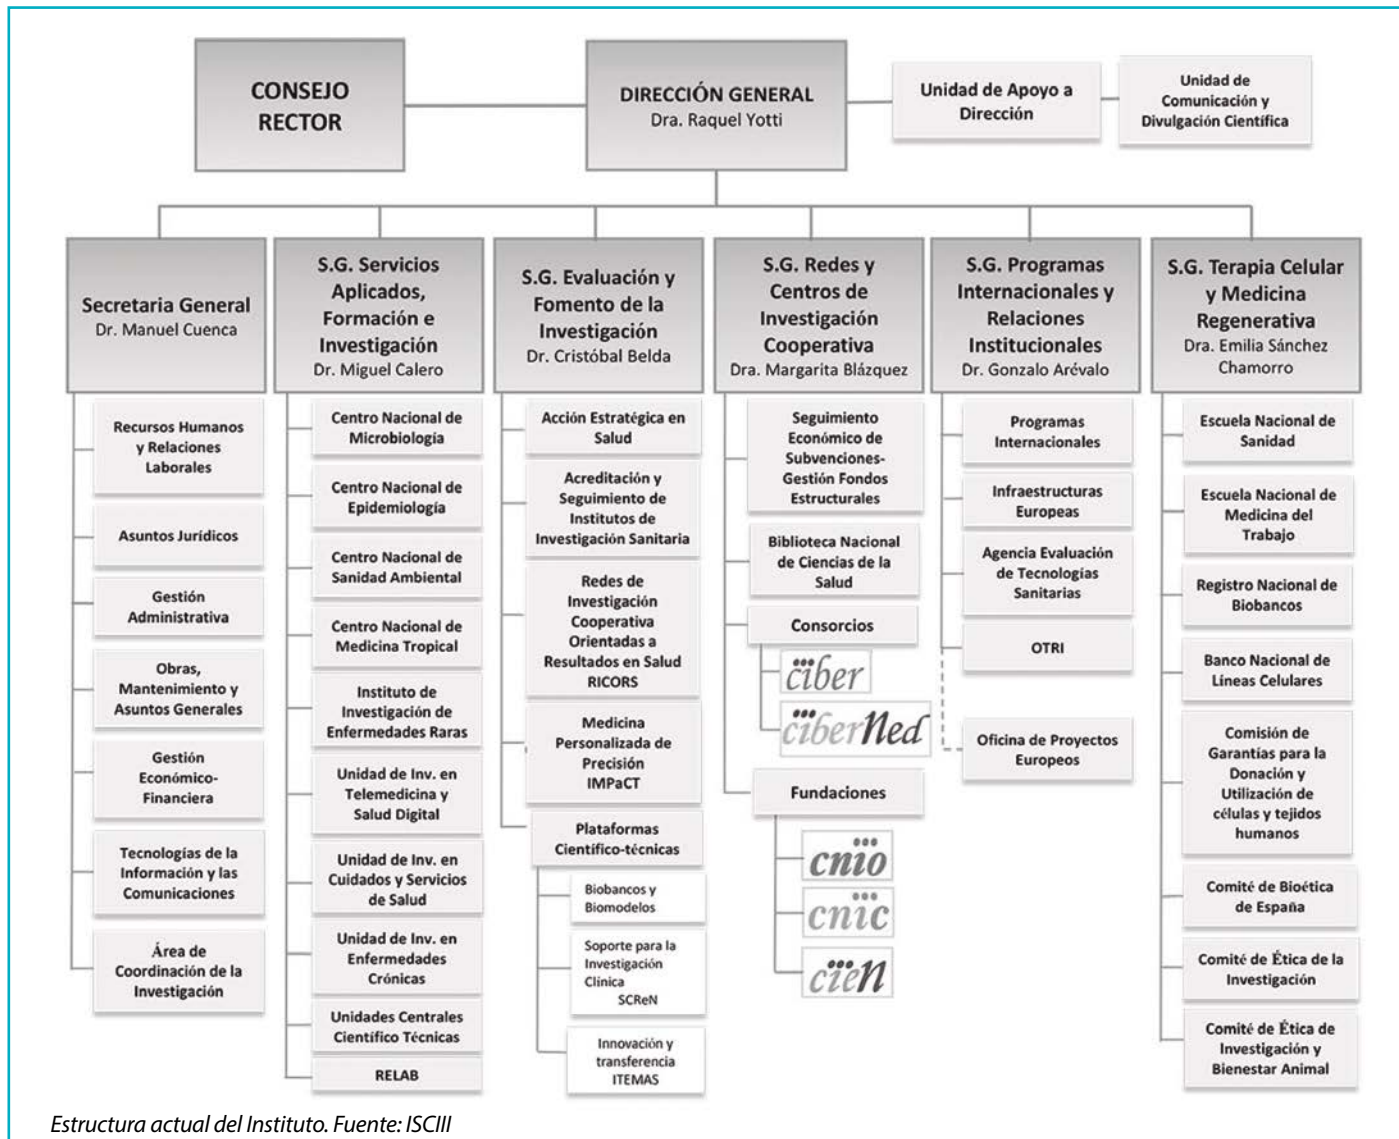 CONSEJO
RECTOR
DIRECCIÓN GENERAL
Dra. Raquel Yotti
Unidad de Apoyo a
Dirección
Unidad de
Comunicación y
Divulgación Científica
Secretaria General
Dr. Manuel Cuenca
Recursos Humanos
y Relaciones
Laborales
Asuntos Jurídicos
Gestión
Administrativa
Obras,
Mantenimiento y
Asuntos Generales
Gestión
Económico-
Financiera
Tecnologías de la
Información y las
Comunicaciones
Área de
Coordinación de la
Investigación
S.G. Servicios
Aplicados,
Formación e
Investigación
Dr. Miguel Calero
Centro Nacional de
Microbiología
Centro Nacional de
Epidemiología
Centro Nacional de
Sanidad Ambiental
Centro Nacional de
Medicina Tropical
Instituto de
Investigación de
Enfermedades Raras
Unidad de Inv. en
Telemedicina y
Salud Digital
Unidad de Inv. en
Cuidados y Servicios
de Salud
Unidad de Inv. en
Enfermedades
Crónicas
Unidades Centrales
Científico Técnicas
RELAB
S.G. Evaluación y
Fomento de la
Investigación
Dr. Cristóbal Belda
Acción Estratégica en
Salud
Acreditación y
Seguimiento de
Institutos de
Investigación Sanitaria
Redes de
Investigación
Cooperativa
Orientadas a
Resultados en Salud
RICORS
Medicina
Personalizada de
Precisión
IMPaCT
Plataformas
Científico-técnicas
Biobancos y
Biomodelos
Soporte para la
Investigación
Clínica
SCReN
Innovación y
transferencia
ITEMAS
S.G. Redes y
Centros de
Investigación
Cooperativa
Dra. Margarita Blázquez
Seguimiento
Económico de
Subvenciones-
Gestión Fondos
Estructurales
Biblioteca Nacional
de Ciencias de la
Salud
Consorcios
ciber
ciberned
Fundaciones
cnio
cnic
cien
S.G. Programas
Internacionales y
Relaciones
Institucionales
Dr. Gonzalo Arévalo
Programas
Internacionales
Infraestructuras
Europeas
Agencia Evaluación
de Tecnologías
Sanitarias
OTRI
Oficina de Proyectos
Europeos
S.G. Terapia Celular
y Medicina
Regenerativa
Dra. Emilia Sánchez
Chamorro
Escuela Nacional de
Sanidad
Escuela Nacional de
Medicina del
Trabajo
Registro Nacional de
Biobancos
Banco Nacional de
Líneas Celulares
Comisión de
Garantías para la
Donación y
Utilización de
células y tejidos
humanos
Comité de Bioética
de España
Comité de Ética de la
Investigación
Comité de Ética de
Investigación y
Bienestar Animal
Estructura actual del Instituto. Fuente: ISCIII